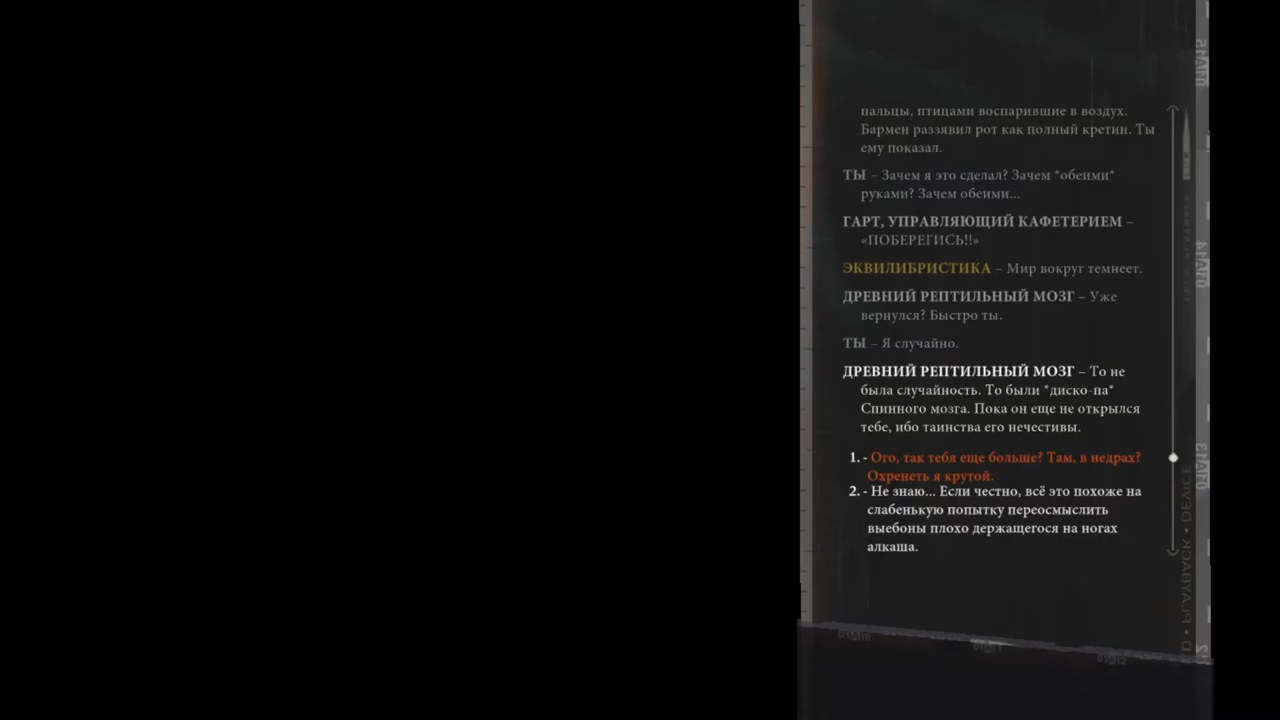 пальцы, птицами воспарившие в воздух.
Бармен раззявил рот как полный кретин. Ты
ему показал.
ТЫ – Зачем я это сделал? Зачем *обеими*
руками? Зачем обеими...
ГАРТ, УПРАВЛЯЮЩИЙ КАФЕТЕРИЕМ –
«ПОБЕРЕГИСЬ!!»
ЭКВИЛИБРИСТИКА – Мир вокруг темнеет.
ДРЕВНИЙ РЕПТИЛЬНЫЙ МОЗГ – Уже
вернулся? Быстро ты.
ТЫ – Я случайно.
ДРЕВНИЙ РЕПТИЛЬНЫЙ МОЗГ – То не
была случайность. То были *диско-па*
Спинного мозга. Пока он еще не открылся
тебе, ибо таинства его нечестивы.
1. - Ого, так тебя еще больше? Там, в недрах?
Охренеть я крутой.
2. - Не знаю... Если честно, всё это похоже на
слабенькую попытку переосмыслить
выебоны плохо держащегося на ногах
алкаша.
PLAYBACK • DEVICE